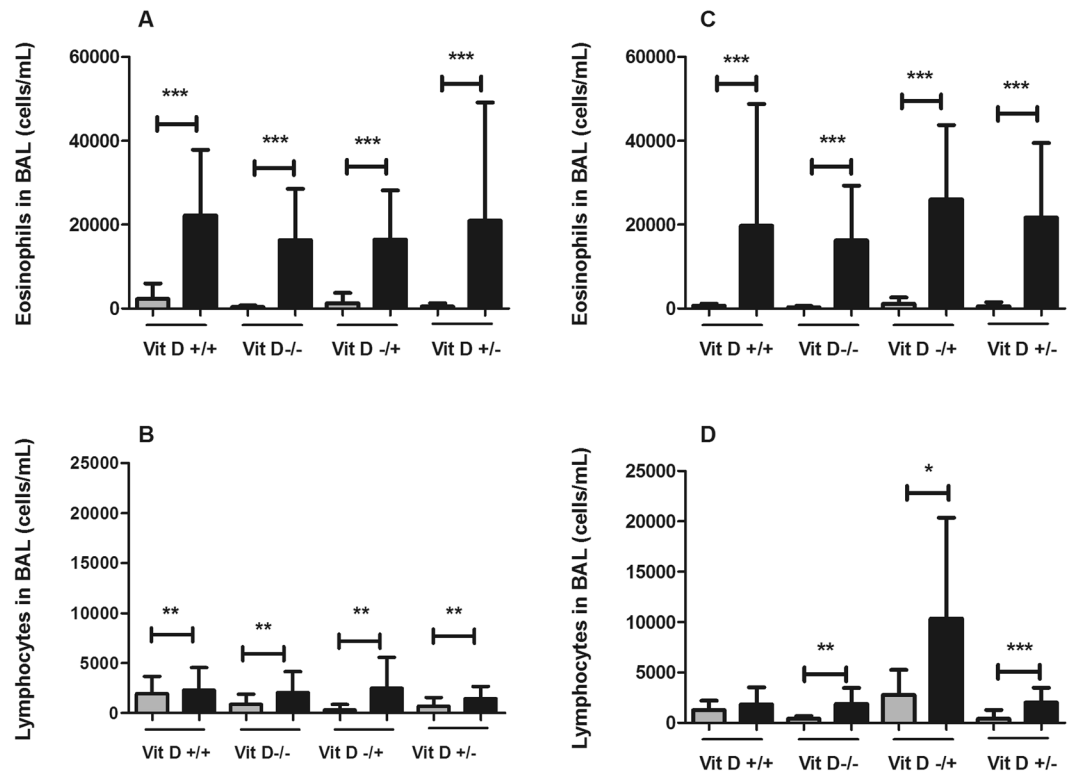 A
Eosinophils in BAL (cells/mL)
60000
40000
20000
0
***
***
***
***
Vit D +/+ Vit D-/- Vit D -/+ Vit D +/-
C
Eosinophils in BAL (cells/mL)
60000
40000
20000
0
***
***
***
***
Vit D +/+ Vit D-/- Vit D -/+ Vit D +/-
B
Lymphocytes in BAL (cells/mL)
25000
20000
15000
10000
5000
0
**
**
**
**
Vit D +/+ Vit D-/- Vit D -/+ Vit D +/-
D
Lymphocytes in BAL (cells/mL)
25000
20000
15000
10000
5000
0
**
*
***
Vit D +/+ Vit D-/- Vit D -/+ Vit D +/-